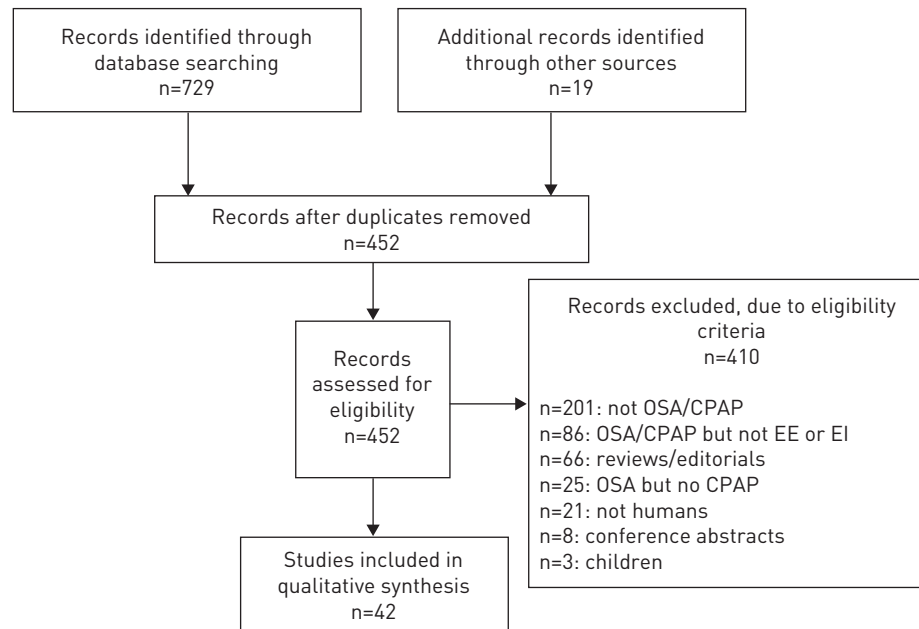 Records identified through
database searching
n=729
Additional records identified
through other sources
n=19
Records after duplicates removed
n=452
Records
assessed for
eligibility
n=452
Records excluded, due to eligibility
criteria
n=410
n=201: not OSA/CPAP
n=86: OSA/CPAP but not EE or EI
n=66: reviews/editorials
n=25: OSA but no CPAP
n=21: not humans
n=8: conference abstracts
n=3: children
Studies included in
qualitative synthesis
n=42